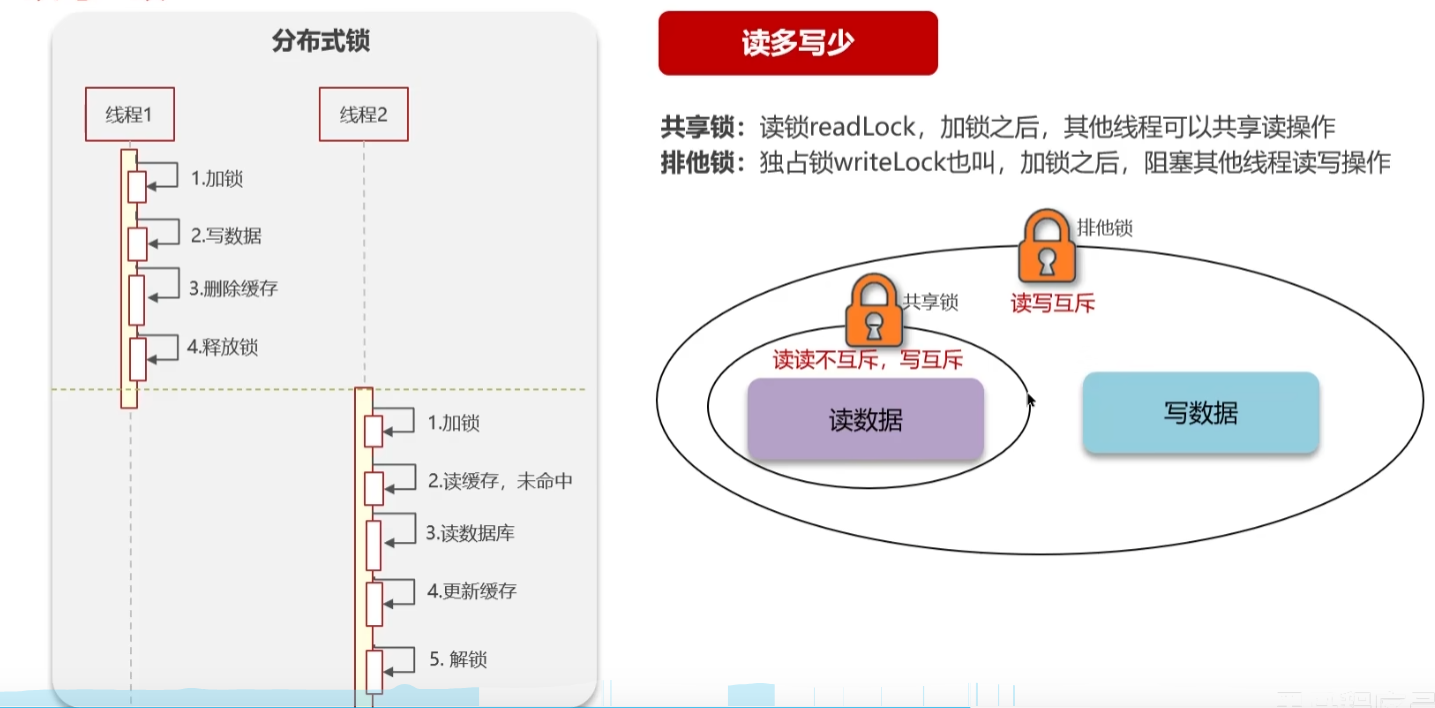 分布式锁
线程1
线程2
1.加锁
2.写数据
3.删除缓存
4.释放锁
1.加锁
2.读缓存，未命中
3.读数据库
4.更新缓存
5. 解锁
读多写少
共享锁：读锁readLock，加锁之后，其他线程可以共享读操作
排他锁：独占锁writeLock也叫，加锁之后，阻塞其他线程读写操作
排他锁
读写互斥
共享锁
读读不互斥，写互斥
读数据
写数据